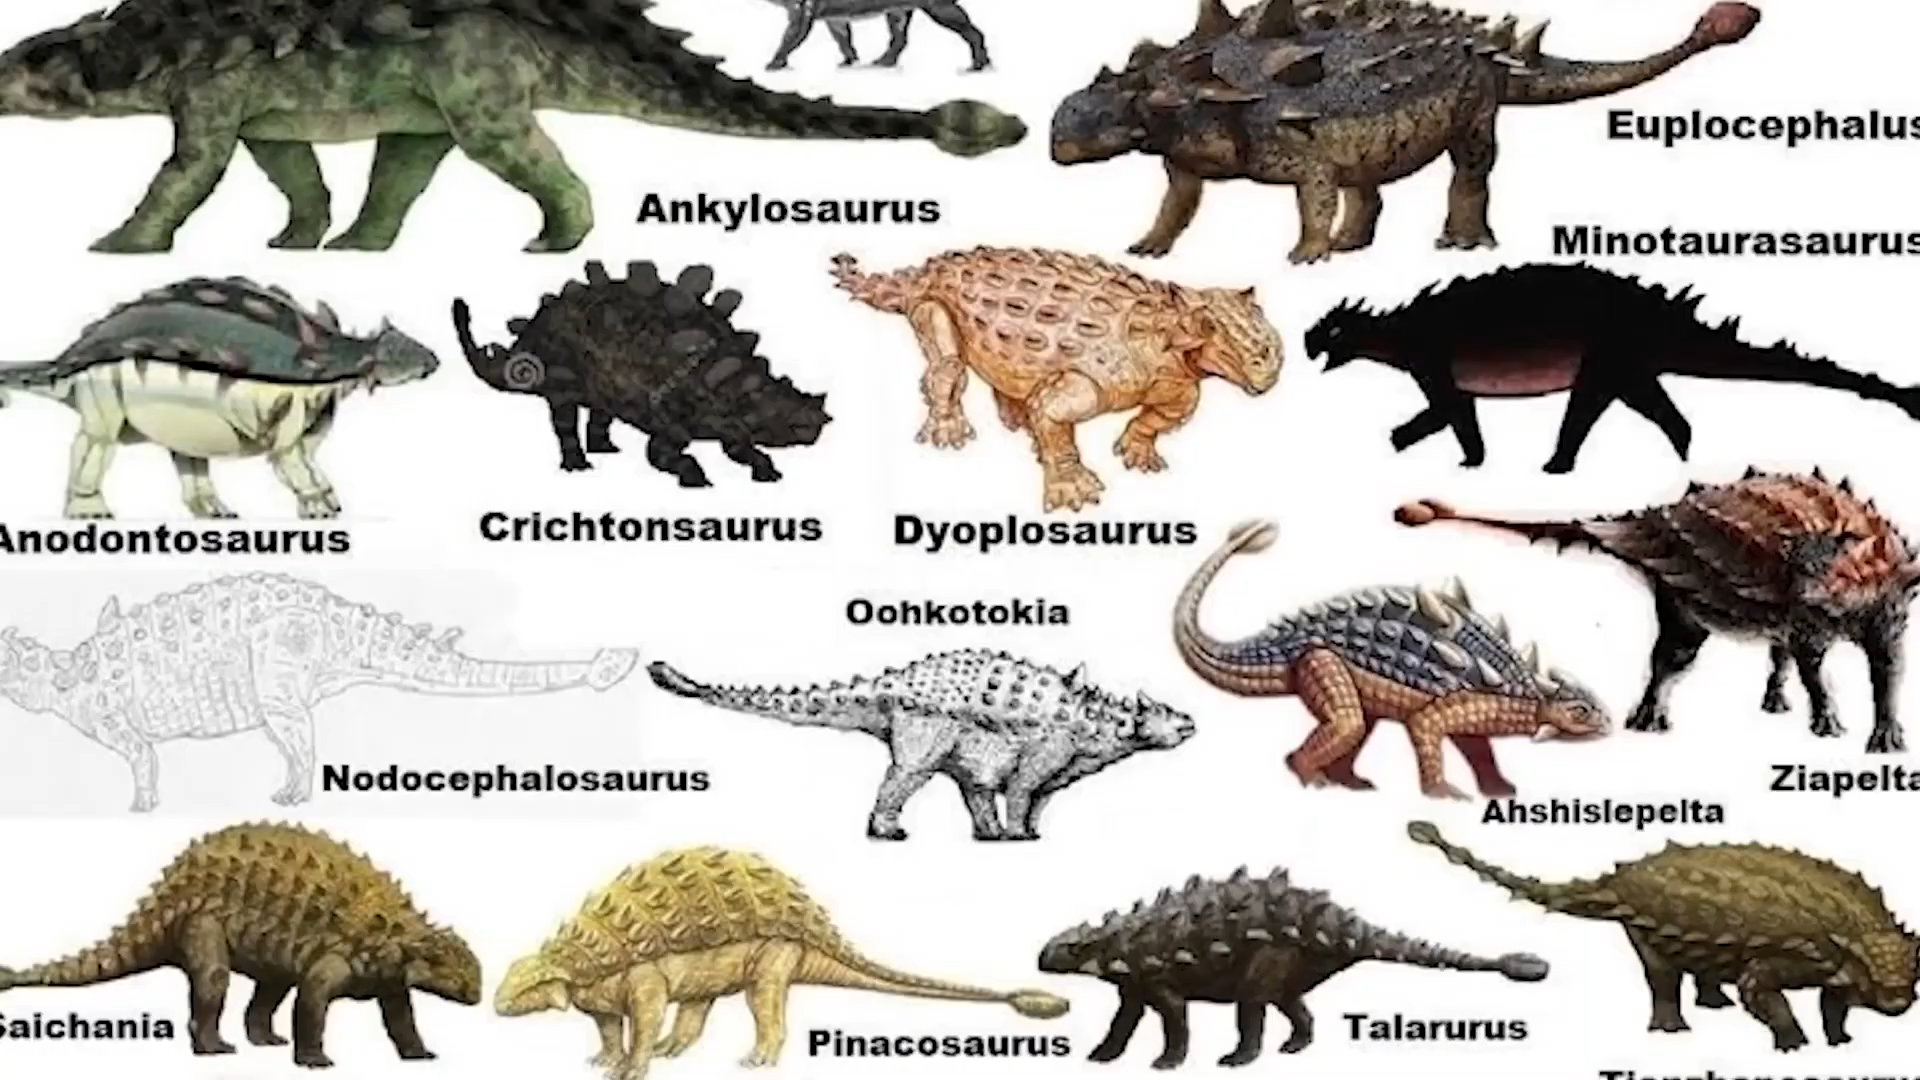 Euplocephalus
Ankylosaurus
Minotaurasaurus
Anodontosaurus
Crichtonsaurus
Dyoplosaurus
Oohkotokia
Nodocephalosaurus
Ziapelta
Ahshislepelta
Saichania
Pinacosaurus
Talarurus